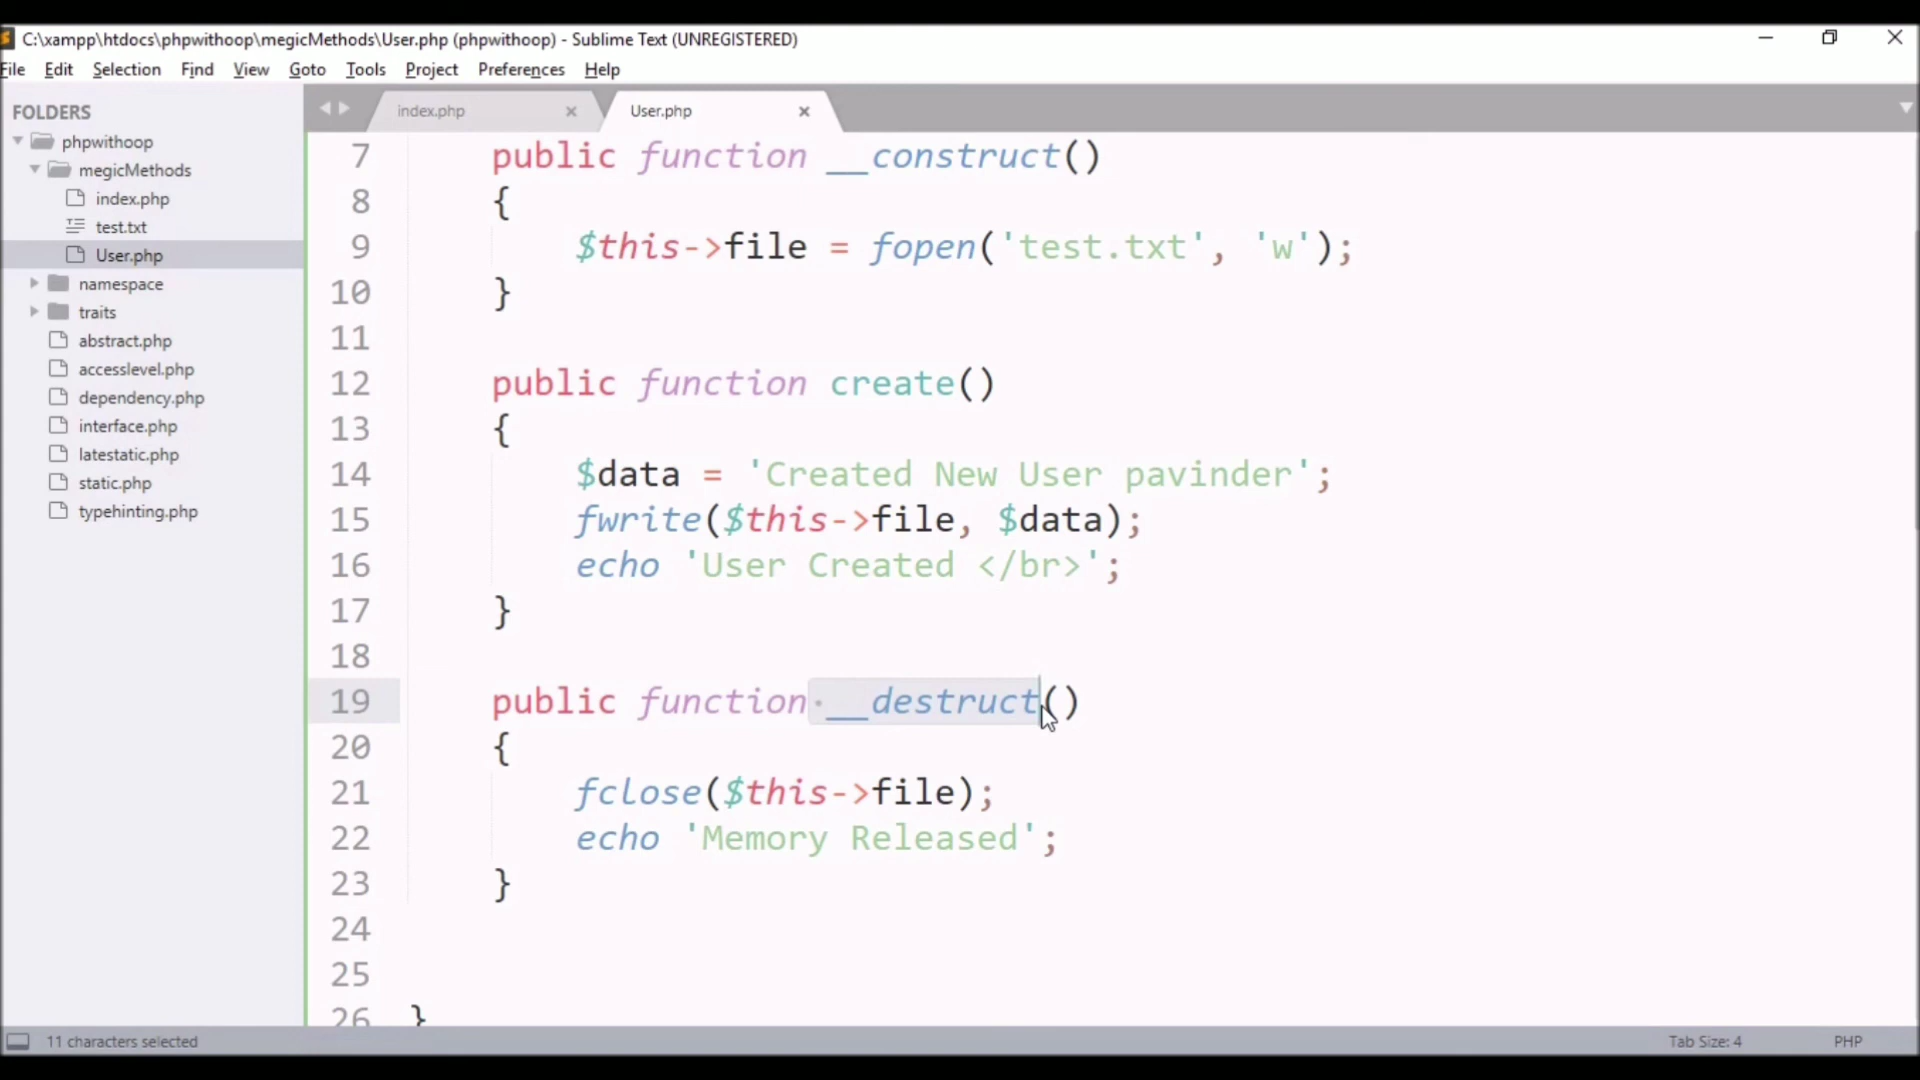 C:\xampp\htdocs\phpwithoop\megicMethods\User.php (phpwithoop) - Sublime Text (UNREGISTERED)
File Edit Selection Find View Goto Tools Project Preferences Help
FOLDERS
phpwithoop
megicMethods
index.php
test.txt
User.php
namespace
traits
abstract.php
accesslevel.php
dependency.php
interface.php
latestatic.php
static.php
typehinting.php
index.php User.php
7 public function __construct()
8 {
9 $this->file = fopen('test.txt', 'w');
10 }
11
12 public function create()
13 {
14 $data = 'Created New User pavinder';
15 fwrite($this->file, $data);
16 echo 'User Created </br>';
17 }
18
19 public function __destruct()
20 {
21 fclose($this->file);
22 echo 'Memory Released';
23 }
24
25
26 }
11 characters selected Tab Size: 4 PHP